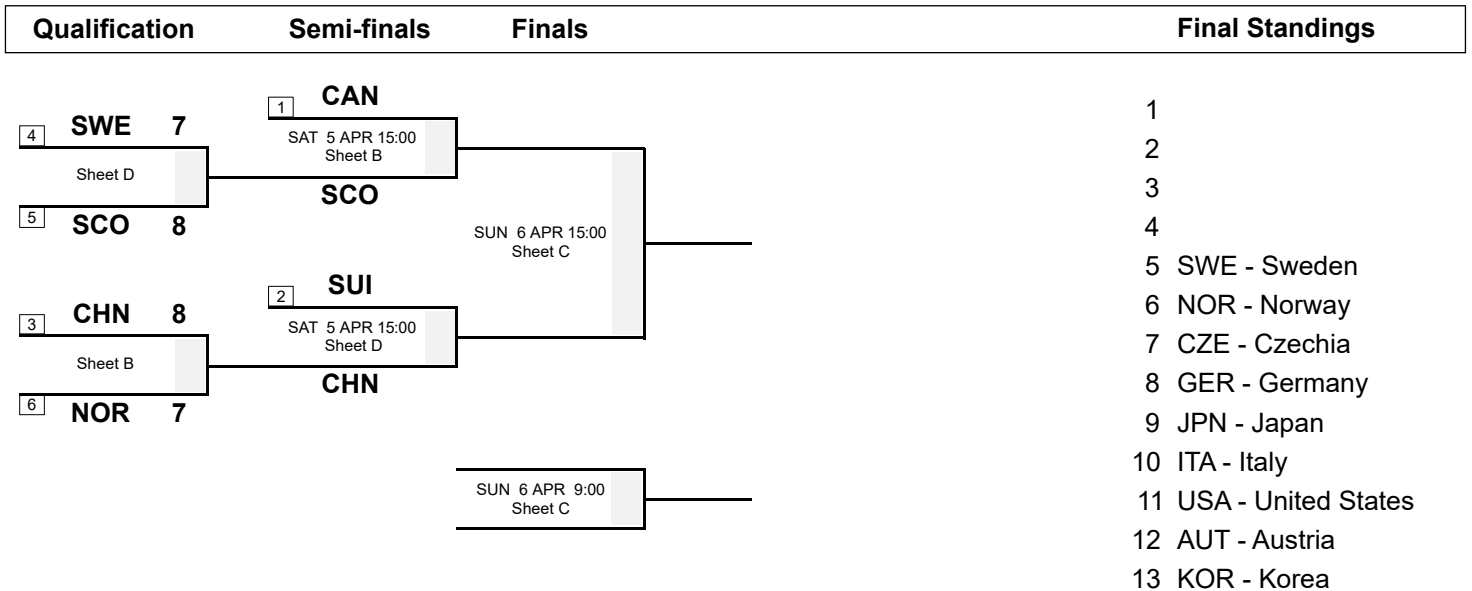 Qualification Semi-finals Finals Final Standings
1 CAN
SAT 5 APR 15:00
Sheet B
SCO
4 SWE 7
Sheet D
5 SCO 8
SUN 6 APR 15:00
Sheet C
2 SUI
SAT 5 APR 15:00
Sheet D
CHN
3 CHN 8
Sheet B
6 NOR 7
SUN 6 APR 9:00
Sheet C
1
2
3
4
5 SWE - Sweden
6 NOR - Norway
7 CZE - Czechia
8 GER - Germany
9 JPN - Japan
10 ITA - Italy
11 USA - United States
12 AUT - Austria
13 KOR - Korea